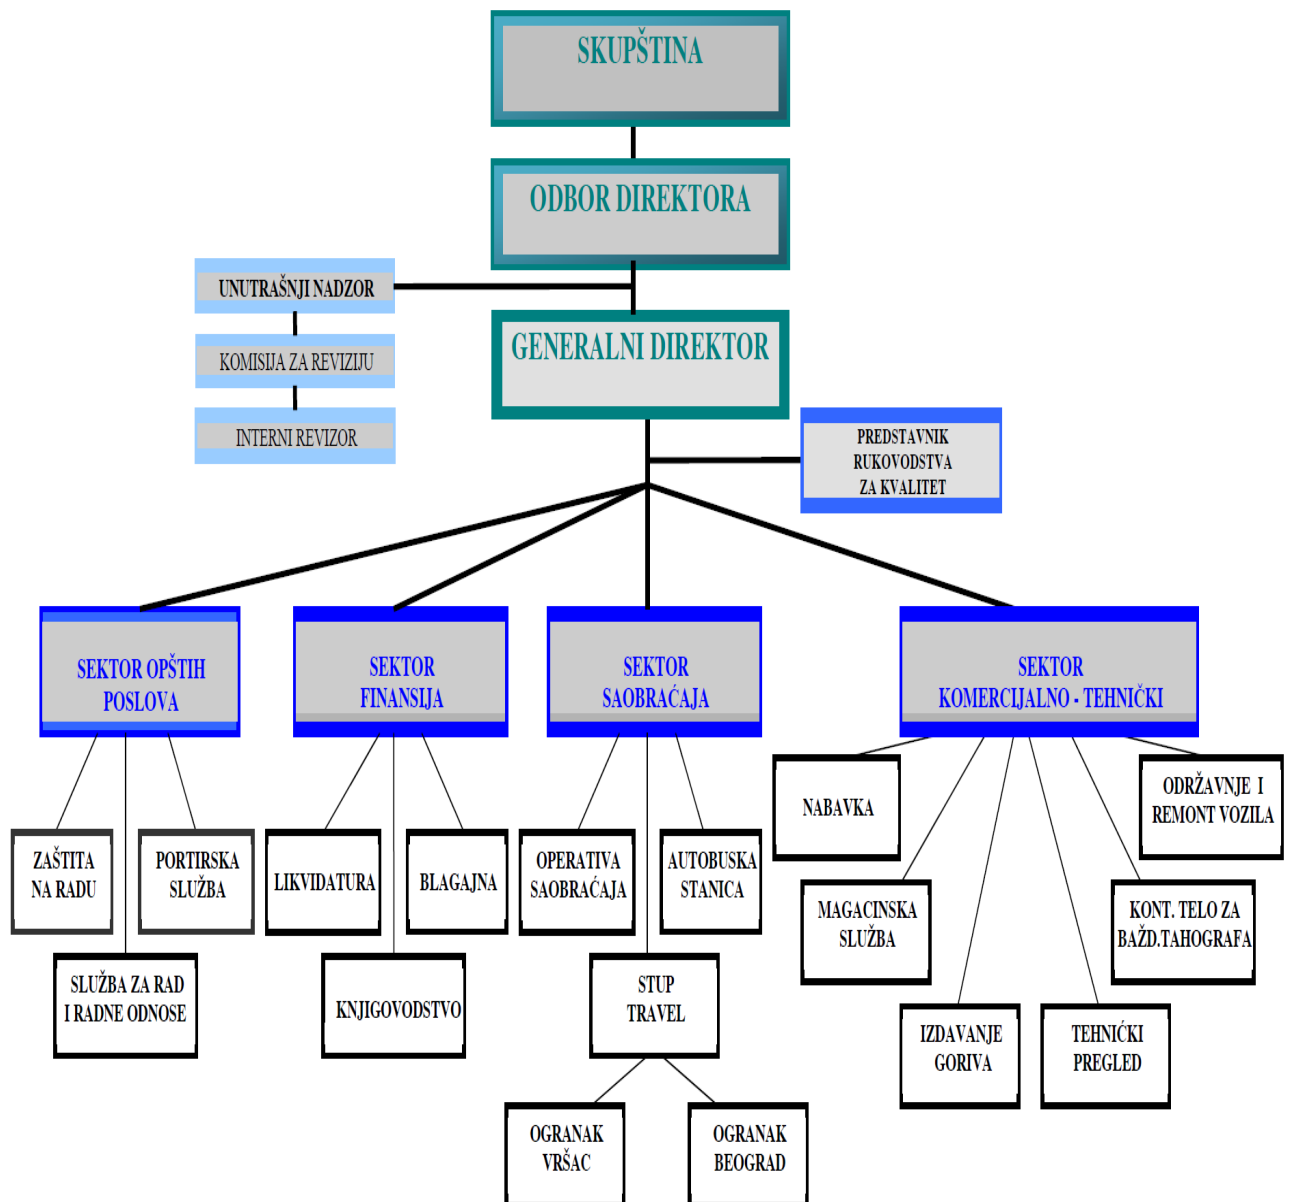 SKUPŠTINA
ODBOR DIREKTORA
UNUTRAŠNJI NADZOR
KOMISIJA ZA REVIZIJU
INTERNI REVIZOR
GENERALNI DIREKTOR
PREDSTAVNIK
RUKOVODSTVA
ZA KVALITET
SEKTOR OPŠTIH
POSLOVA
SEKTOR
FINANSIJA
SEKTOR
SAOBRAĆAJA
SEKTOR
KOMERCIJALNO - TEHNIČKI
ZAŠTITA
NA RADU
PORTIRSKA
SLUŽBA
SLUŽBA ZA RAD
I RADNE ODNOSE
LIKVIDATURA
BLAGAJNA
KNJIGOVODSTVO
OPERATIVA
SAOBRAĆAJA
AUTOBUSKA
STANICA
STUP
TRAVEL
OGRANAK
VRŠAC
OGRANAK
BEOGRAD
NABAVKA
ODRŽAVNJE I
REMONT VOZILA
MAGACINSKA
SLUŽBA
KONT. TELO ZA
BAŽD.TAHOGRAFA
IZDAVANJE
GORIVA
TEHNIĆKI
PREGLED